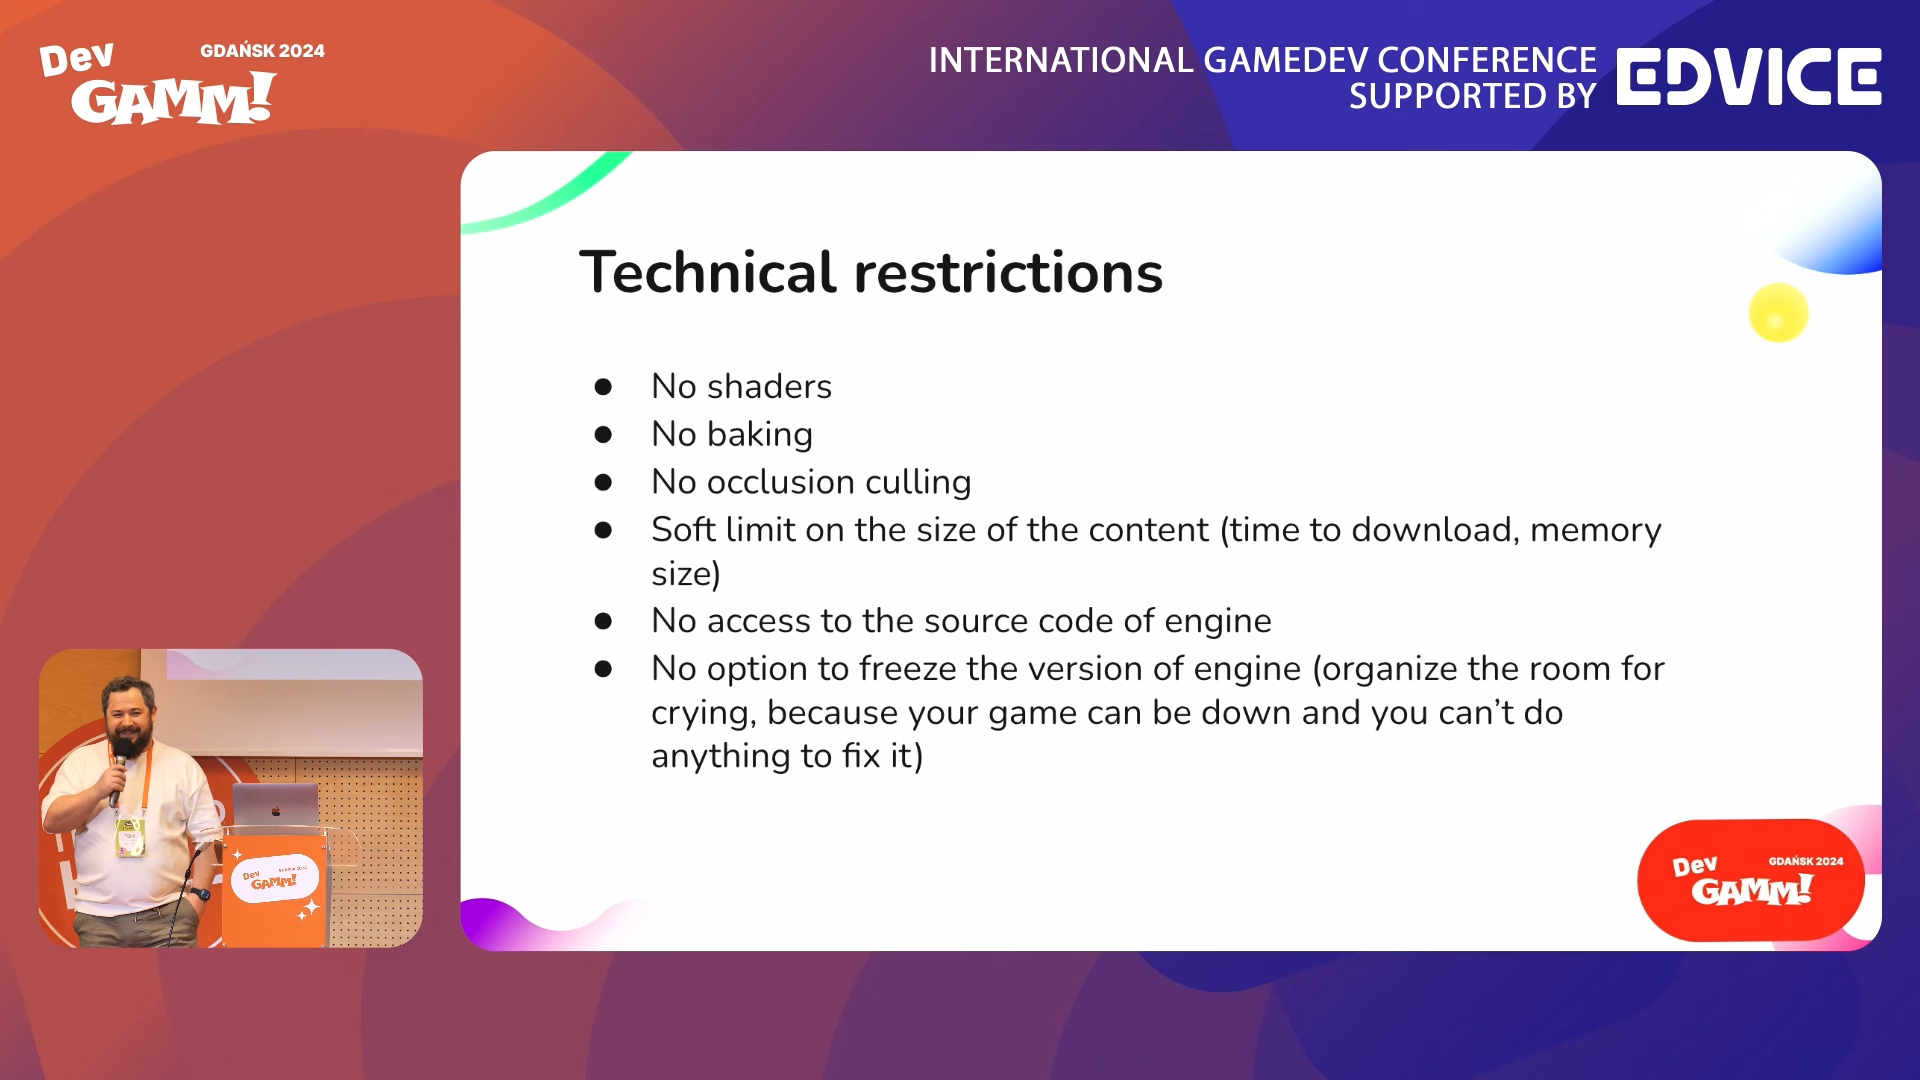 Dev
GAMM!
GDAŃSK 2024
INTERNATIONAL GAMEDEV CONFERENCE
SUPPORTED BY
EDVICE
Technical restrictions
● No shaders
● No baking
● No occlusion culling
● Soft limit on the size of the content (time to download, memory
size)
● No access to the source code of engine
● No option to freeze the version of engine (organize the room for
crying, because your game can be down and you can’t do
anything to fix it)
Dev
GAMM!
Dev
GDAŃSK 2024
GAMM!